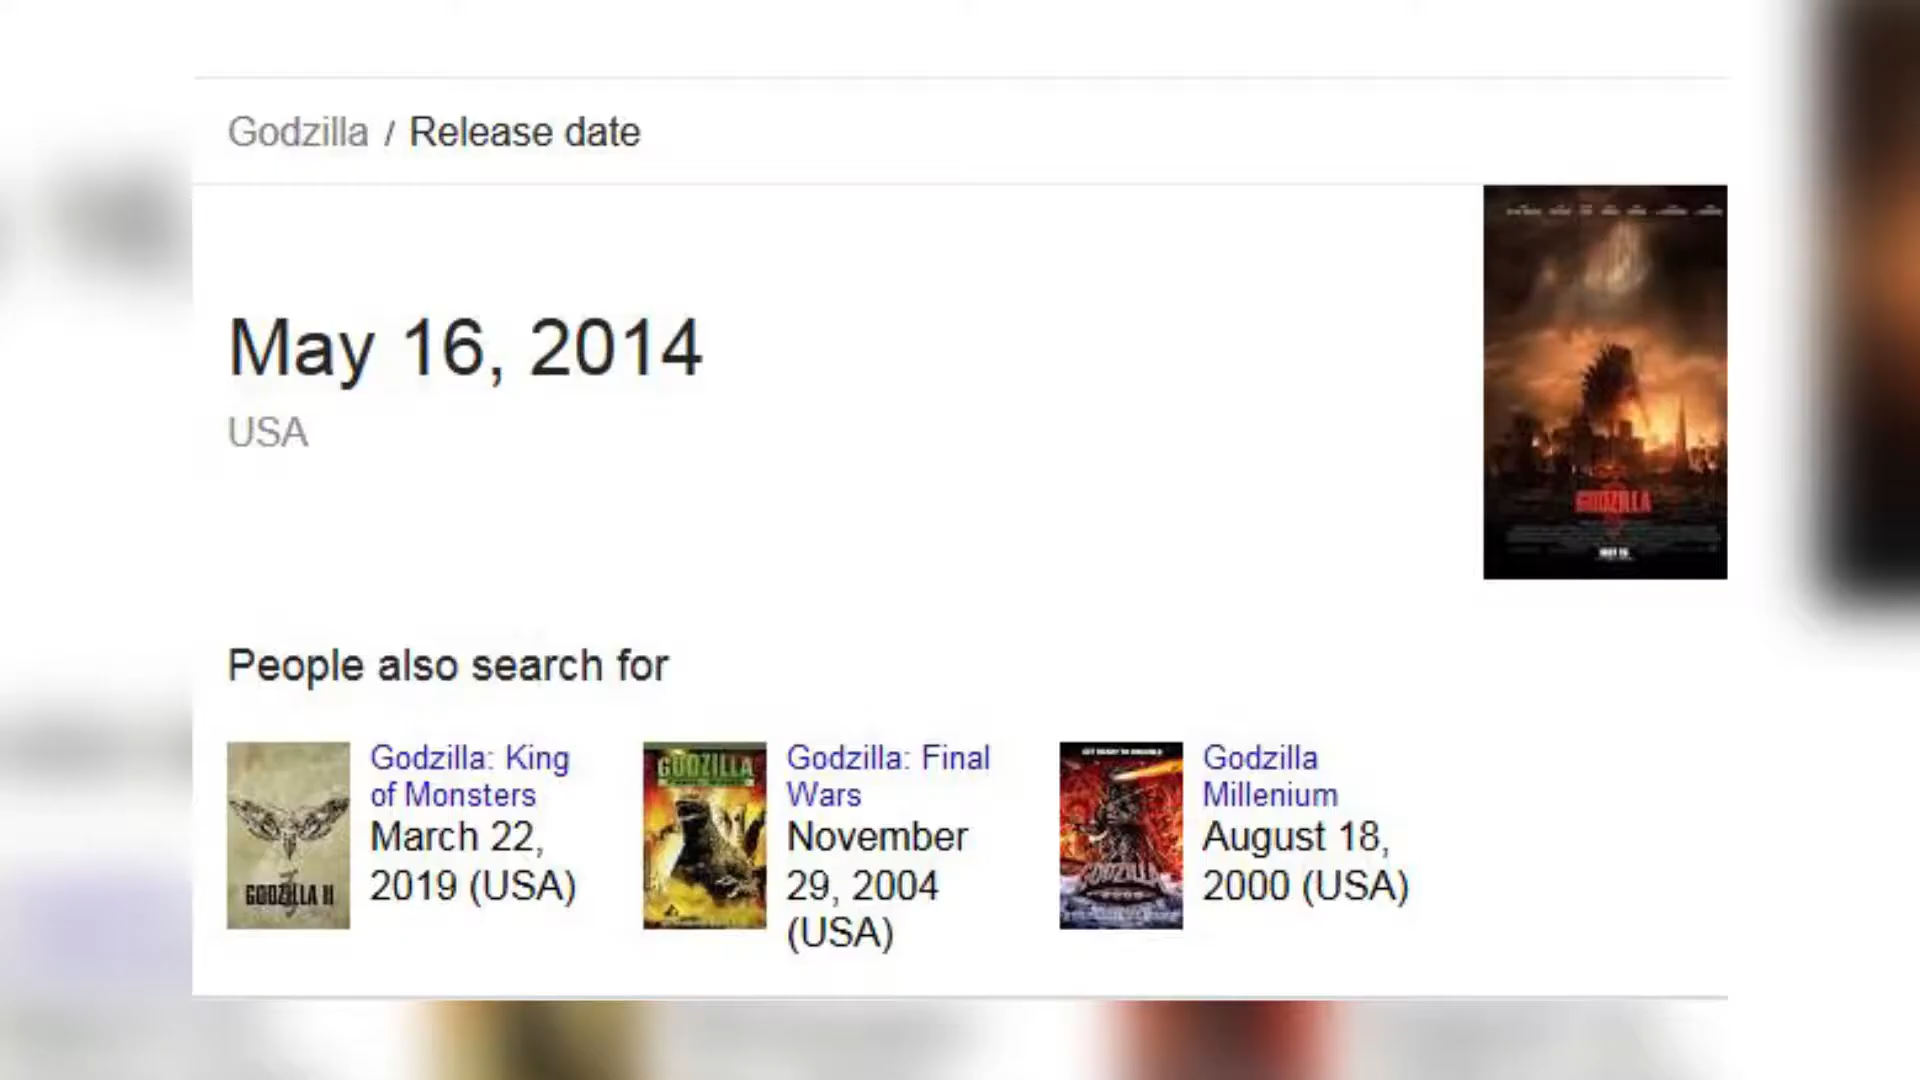 Godzilla / Release date
May 16, 2014
USA
GODZILLA
People also search for
Godzilla: King
of Monsters
March 22,
2019 (USA)
GODZILLA II
Godzilla: Final
Wars
November
29, 2004
(USA)
GODZILLA
Godzilla
Millenium
August 18,
2000 (USA)
GODZILLA